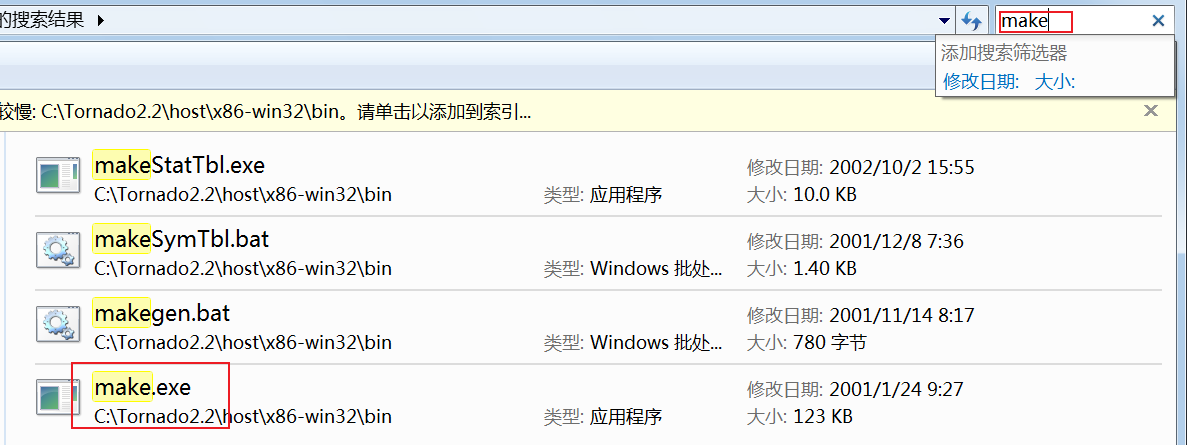 的搜索结果
make
添加搜索筛选器
修改日期: 大小:
较慢: C:\Tornado2.2\host\x86-win32\bin。请单击以添加到索引...
makeStatTbl.exe
修改日期: 2002/10/2 15:55
C:\Tornado2.2\host\x86-win32\bin 类型: 应用程序 大小: 10.0 KB
makeSymTbl.bat
修改日期: 2001/12/8 7:36
C:\Tornado2.2\host\x86-win32\bin 类型: Windows 批处... 大小: 1.40 KB
makegen.bat
修改日期: 2001/11/14 8:17
C:\Tornado2.2\host\x86-win32\bin 类型: Windows 批处... 大小: 780 字节
make.exe
修改日期: 2001/1/24 9:27
C:\Tornado2.2\host\x86-win32\bin 类型: 应用程序 大小: 123 KB